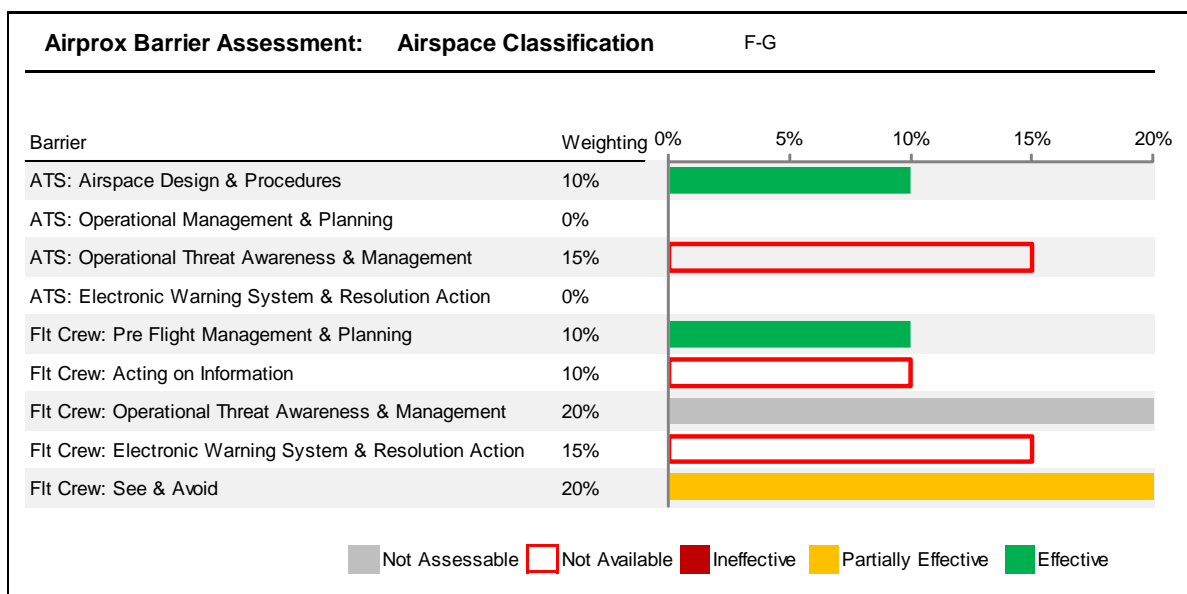 Airprox Barrier Assessment: Airspace Classification F-G
Barrier Weighting 0% 5% 10% 15% 20%
ATS: Airspace Design & Procedures 10%
ATS: Operational Management & Planning 0%
ATS: Operational Threat Awareness & Management 15%
ATS: Electronic Warning System & Resolution Action 0%
Flt Crew: Pre Flight Management & Planning 10%
Flt Crew: Acting on Information 10%
Flt Crew: Operational Threat Awareness & Management 20%
Flt Crew: Electronic Warning System & Resolution Action 15%
Flt Crew: See & Avoid 20%
Not Assessable Not Available Ineffective Partially Effective Effective